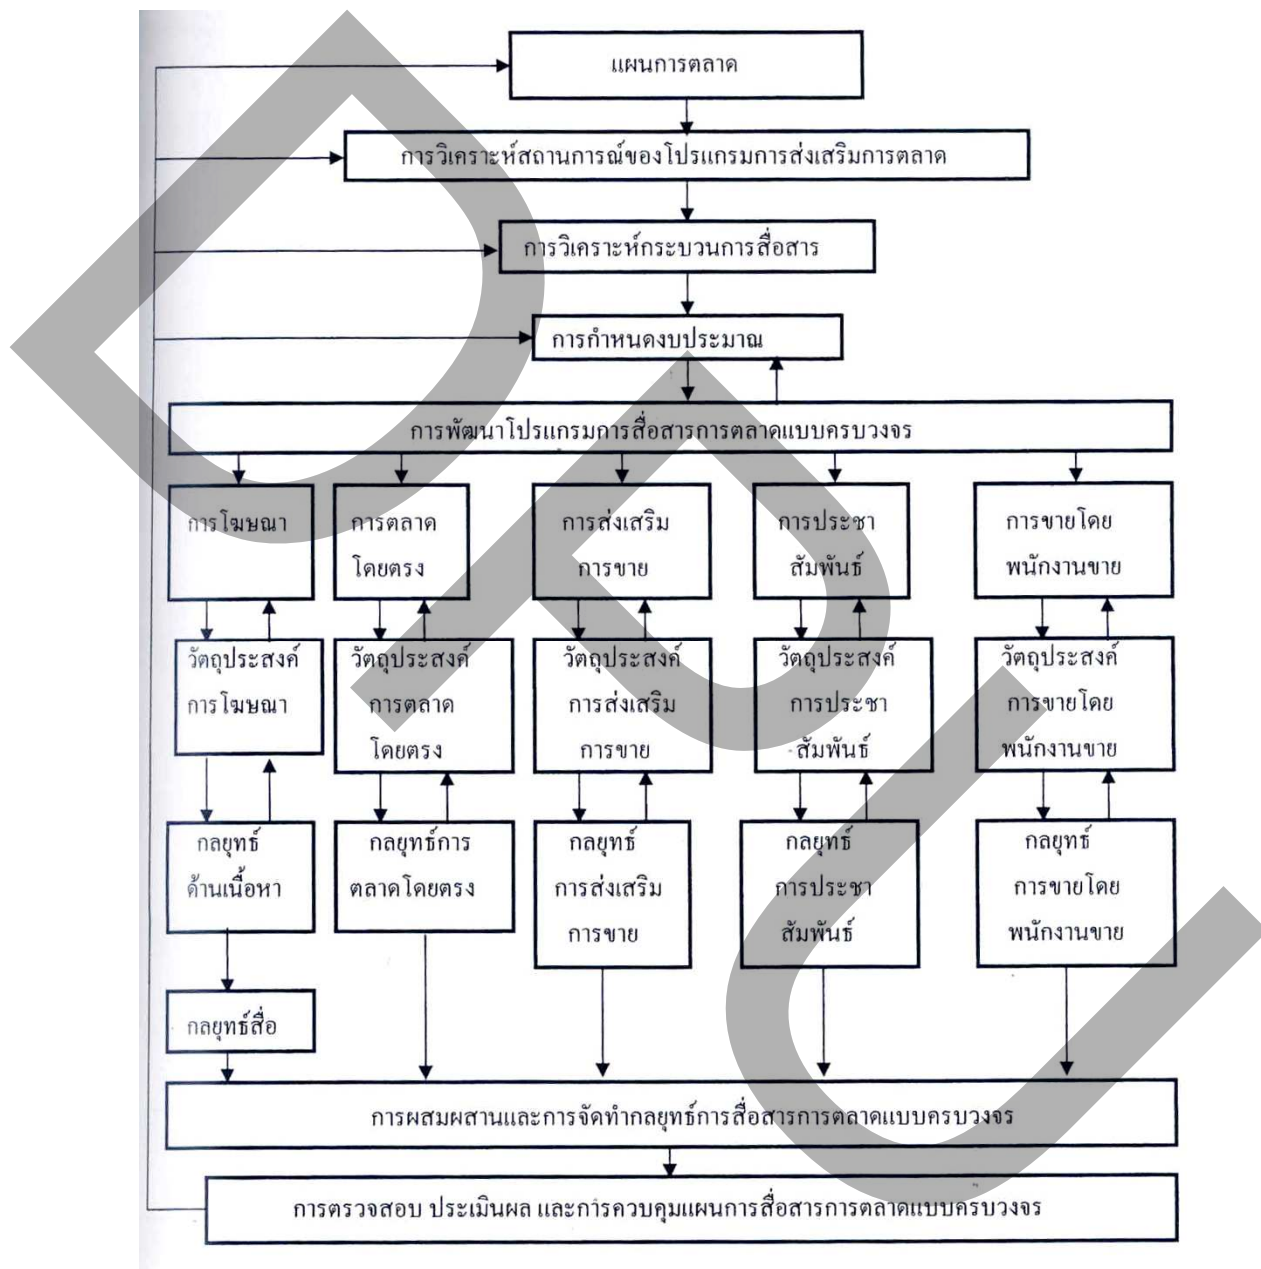 แผนการตลาด
การวิเคราะห์สถานการณ์ของโปรแกรมการส่งเสริมการตลาด
การวิเคราะห์กระบวนการสื่อสาร
การกำหนดงบประมาณ
การพัฒนาโปรแกรมการสื่อสารการตลาดแบบครบวงจร
การโฆษณา
การตลาด
โดยตรง
การส่งเสริม
การขาย
การประชา
สัมพันธ์
การขายโดย
พนักงานขาย
วัตถุประสงค์
การโฆษณา
วัตถุประสงค์
การตลาด
โดยตรง
วัตถุประสงค์
การส่งเสริม
การขาย
วัตถุประสงค์
การประชา
สัมพันธ์
วัตถุประสงค์
การขายโดย
พนักงานขาย
กลยุทธ์
ด้านเนื้อหา
กลยุทธ์การ
ตลาดโดยตรง
กลยุทธ์
การส่งเสริม
การขาย
กลยุทธ์
การประชา
สัมพันธ์
กลยุทธ์
การขายโดย
พนักงานขาย
กลยุทธ์สื่อ
การผสมผสานและการจัดทำกลยุทธ์การสื่อสารการตลาดแบบครบวงจร
การตรวจสอบ ประเมินผล และการควบคุมแผนการสื่อสารการตลาดแบบครบวงจร
DPU